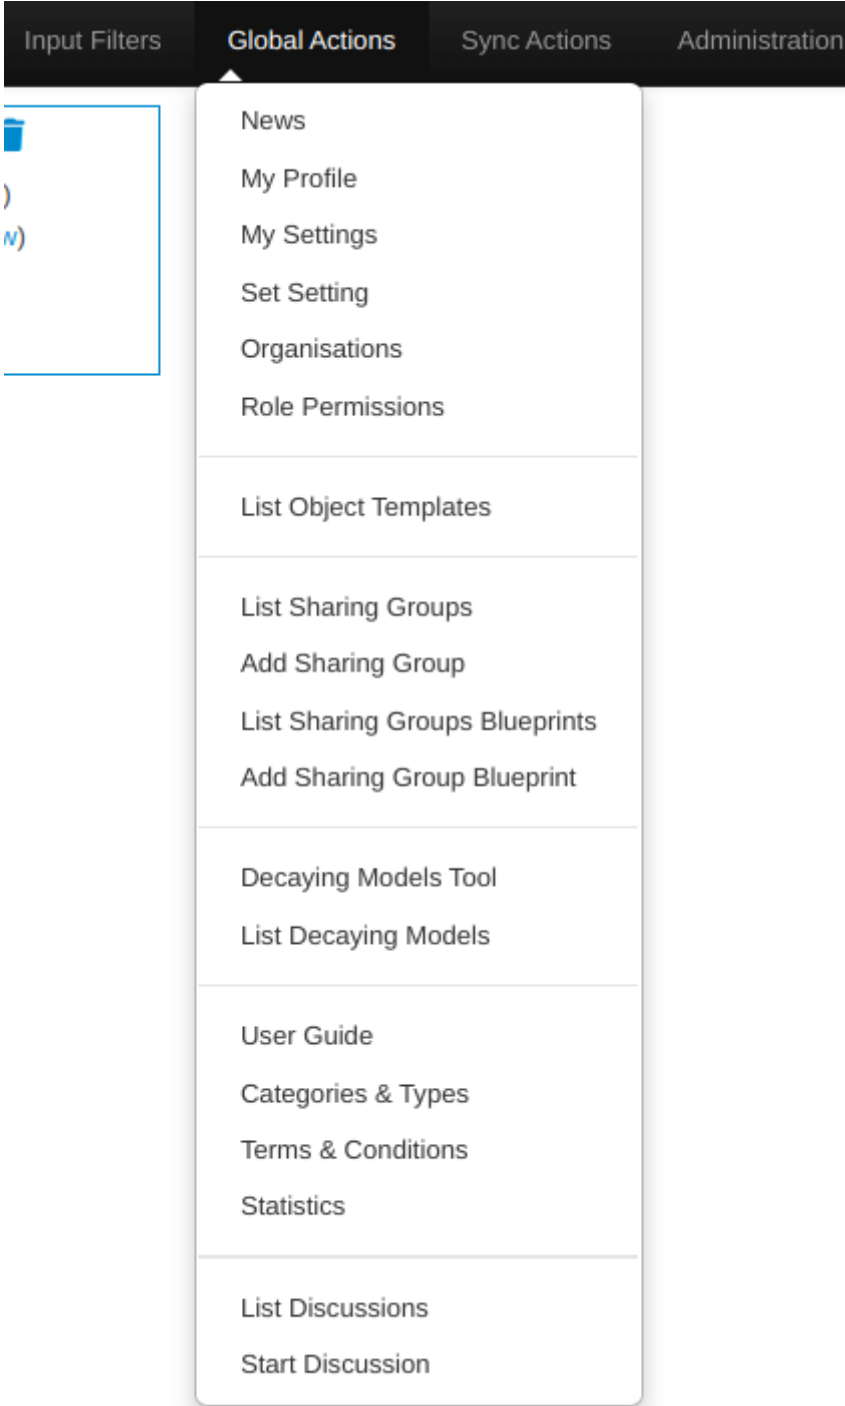 Input Filters Global Actions Sync Actions Administration
)
w)
News
My Profile
My Settings
Set Setting
Organisations
Role Permissions
List Object Templates
List Sharing Groups
Add Sharing Group
List Sharing Groups Blueprints
Add Sharing Group Blueprint
Decaying Models Tool
List Decaying Models
User Guide
Categories & Types
Terms & Conditions
Statistics
List Discussions
Start Discussion